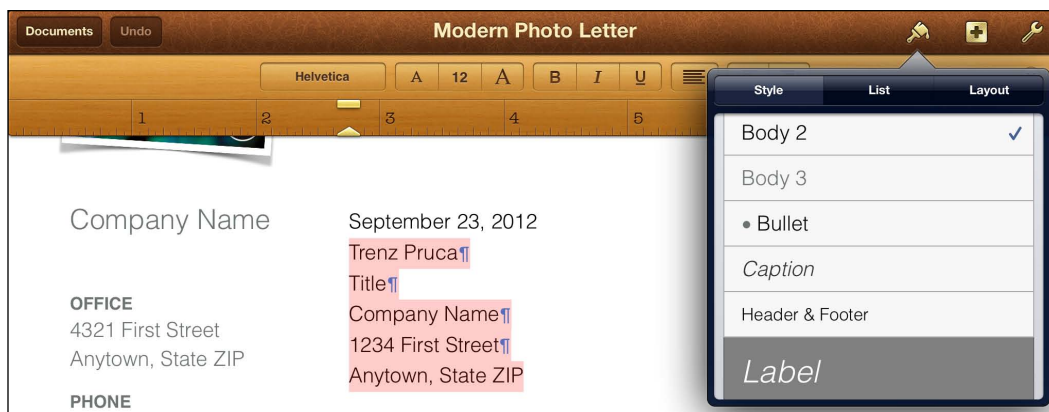 Documents Undo Modern Photo Letter
Helvetica A 12 A B I U
Style List Layout
1 2 3 4 5
Body 2 ✓
Body 3
• Bullet
Caption
Header & Footer
Label
Company Name
OFFICE
4321 First Street
Anytown, State ZIP
PHONE
September 23, 2012
Trenz Pruca¶
Title¶
Company Name¶
1234 First Street¶
Anytown, State ZIP